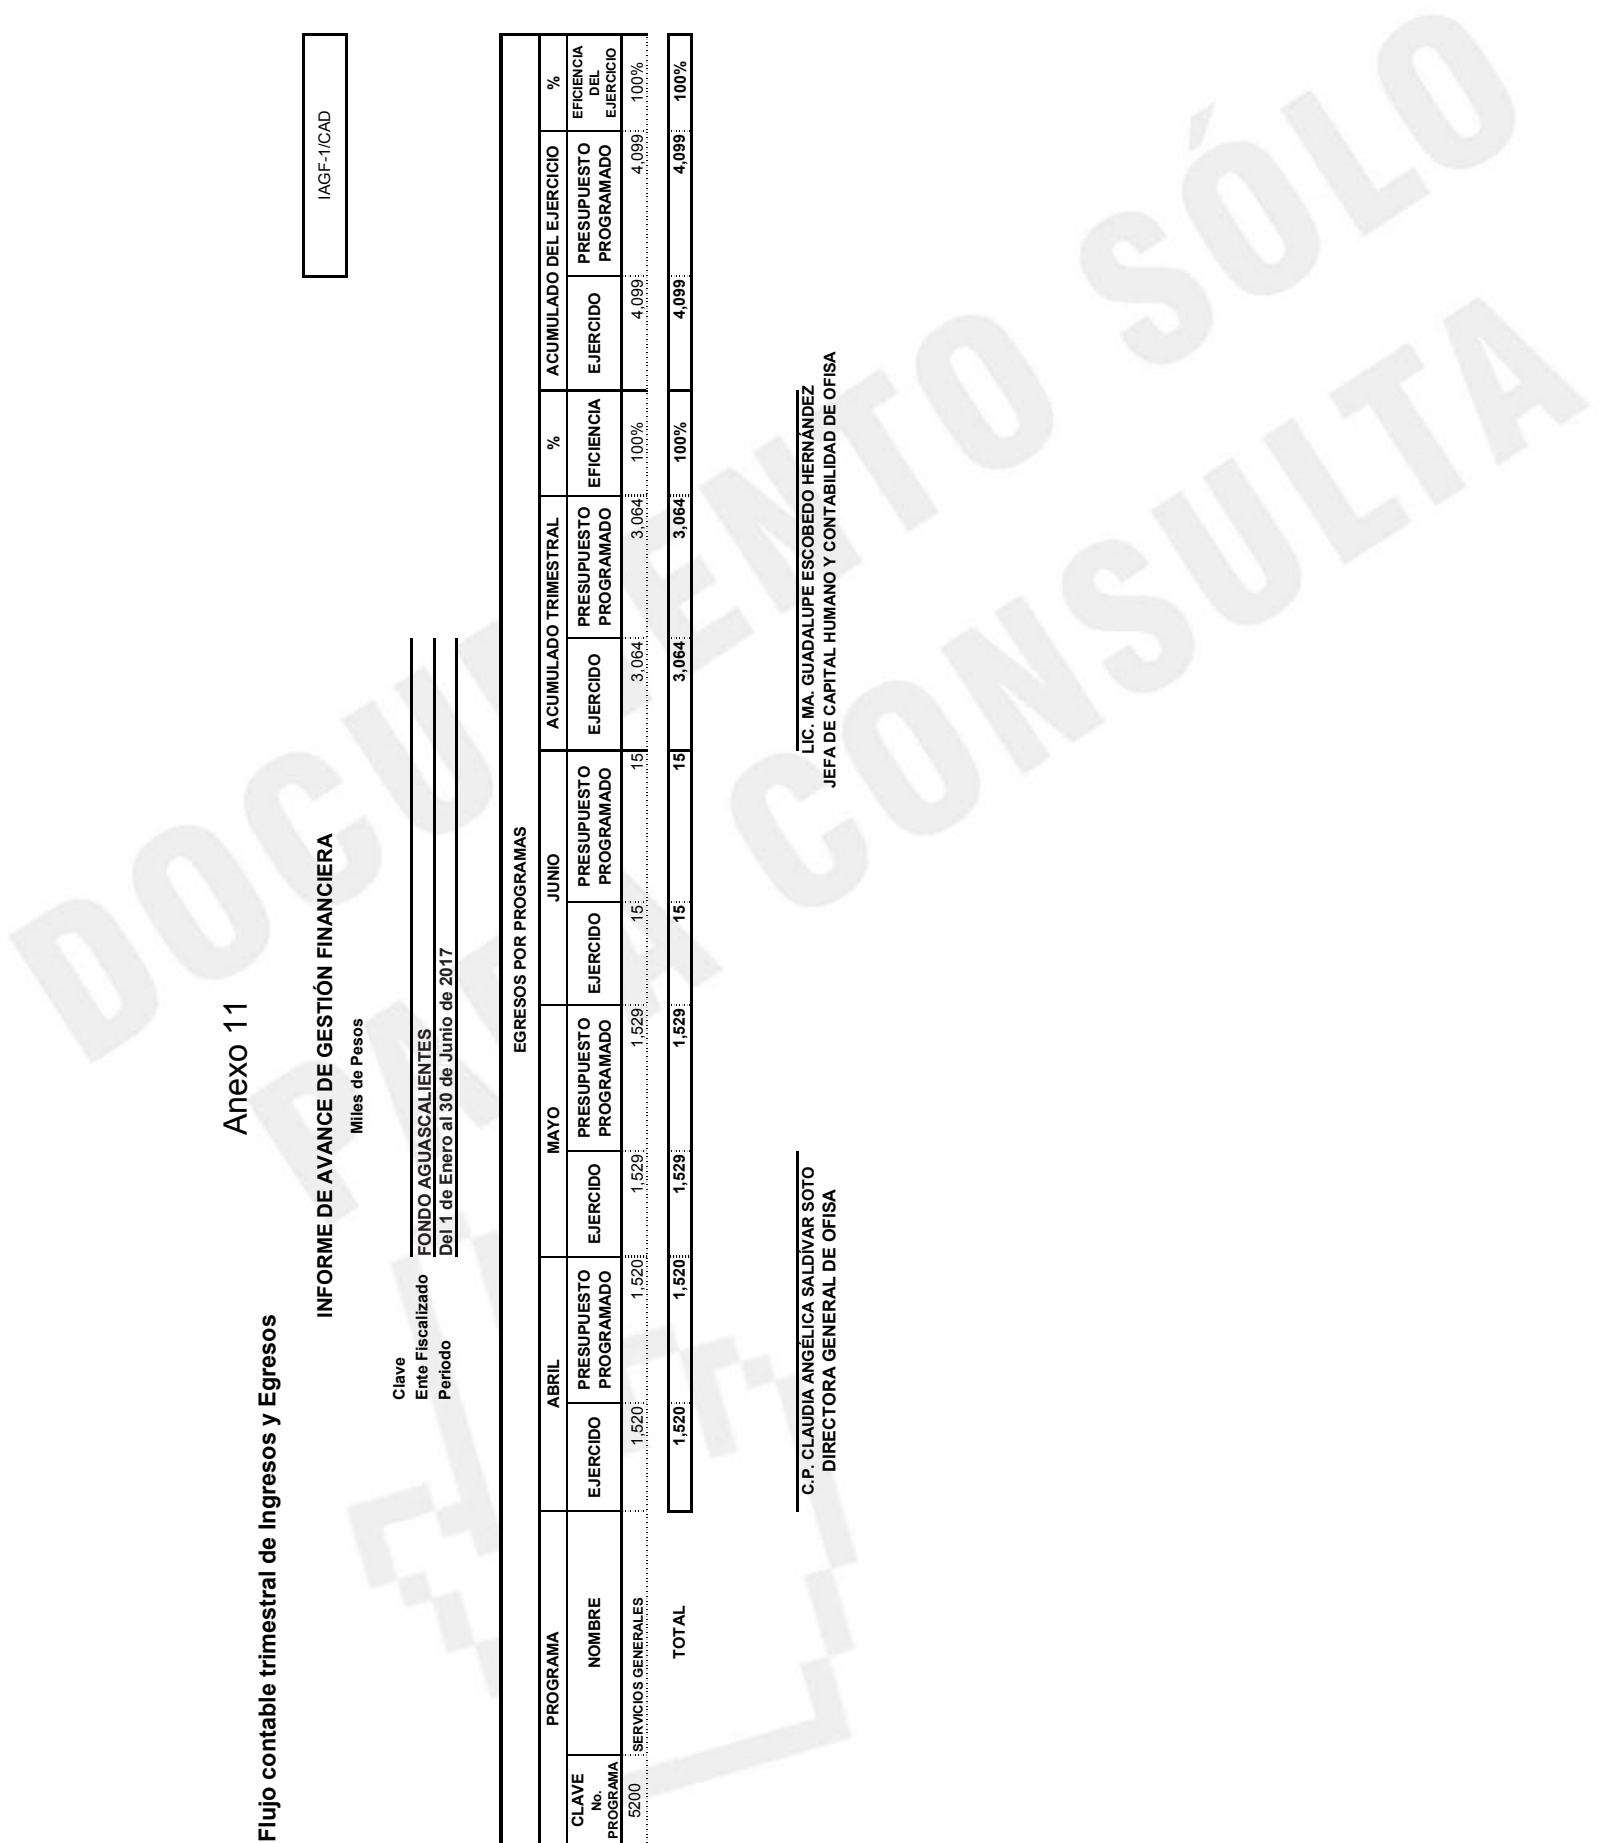 Anexo 11
Flujo contable trimestral de Ingresos y Egresos
IAGF-1/CAD
INFORME DE AVANCE DE GESTIÓN FINANCIERA
Miles de Pesos
Clave
Ente Fiscalizado FONDO AGUASCALIENTES
Periodo Del 1 de Enero al 30 de Junio de 2017
EGRESOS POR PROGRAMAS
PROGRAMA ABRIL MAYO JUNIO ACUMULADO TRIMESTRAL % ACUMULADO DEL EJERCICIO %
CLAVE No. PROGRAMA NOMBRE EJERCIDO PRESUPUESTO PROGRAMADO EJERCIDO PRESUPUESTO PROGRAMADO EJERCIDO PRESUPUESTO PROGRAMADO EJERCIDO PRESUPUESTO PROGRAMADO EFICIENCIA EJERCIDO PRESUPUESTO PROGRAMADO EFICIENCIA DEL EJERCICIO
5200 SERVICIOS GENERALES 1,520 1,520 1,529 1,529 15 15 3,064 3,064 100% 4,099 4,099 100%
TOTAL 1,520 1,520 1,529 1,529 15 15 3,064 3,064 100% 4,099 4,099 100%
C.P. CLAUDIA ANGÉLICA SALDÍVAR SOTO
DIRECTORA GENERAL DE OFISA
LIC. MA. GUADALUPE ESCOBEDO HERNÁNDEZ
JEFA DE CAPITAL HUMANO Y CONTABILIDAD DE OFISA
DOCUMENTO SÓLO
PARA CONSULTA